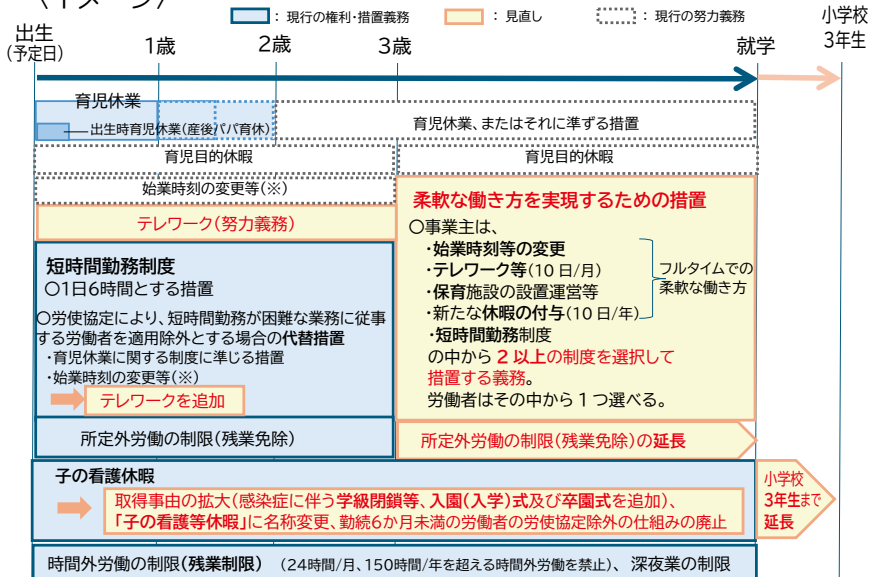 （イメージ）
：現行の権利・措置義務
：見直し
：現行の努力義務
出生
(予定日)
1歳
2歳
3歳
就学
小学校
3年生
育児休業
出生時育児休業(産後パパ育休)
育児休業、またはそれに準ずる措置
育児目的休暇
育児目的休暇
始業時刻の変更等(※)
テレワーク(努力義務)
短時間勤務制度
〇1日6時間とする措置
〇労使協定により、短時間勤務が困難な業務に従事
する労働者を適用除外とする場合の代替措置
・育児休業に関する制度に準じる措置
・始業時刻の変更等(※)
テレワークを追加
柔軟な働き方を実現するための措置
〇事業主は、
・始業時刻等の変更
・テレワーク等(10日/月)
・保育施設の設置運営等
・新たな休暇の付与(10日/年)
・短時間勤務制度
フルタイムでの
柔軟な働き方
の中から2以上の制度を選択して
措置する義務。
労働者はその中から1つ選べる。
所定外労働の制限(残業免除)
所定外労働の制限(残業免除)の延長
子の看護休暇
取得事由の拡大(感染症に伴う学級閉鎖等、入園(入学)式及び卒園式を追加)、
「子の看護等休暇」に名称変更、勤続6か月未満の労働者の労使協定除外の仕組みの廃止
小学校
3年生まで
延長
時間外労働の制限(残業制限) (24時間/月、150時間/年を超える時間外労働を禁止)、深夜業の制限